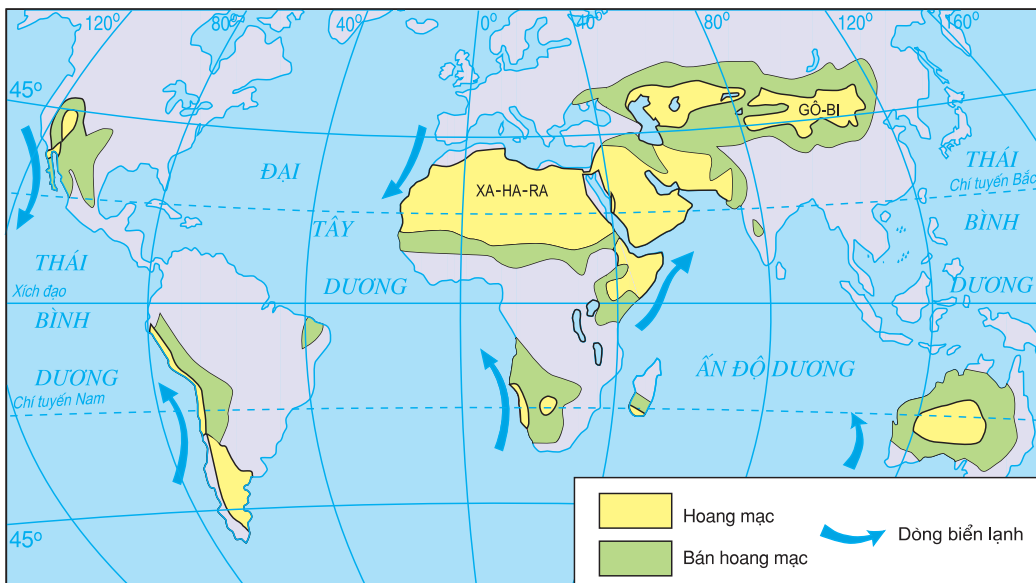 120° 80° 40° 0° 40° 80° 120° 160°
45°
GÔ-BI
ĐẠI
THÁI
XA-HA-RA
Chí tuyến Bắc
TÂY
BÌNH
THÁI
DƯƠNG
DƯƠNG
Xích đạo
BÌNH
ẤN ĐỘ DƯƠNG
DƯƠNG
Chí tuyến Nam
45°
Hoang mạc
Dòng biển lạnh
Bán hoang mạc